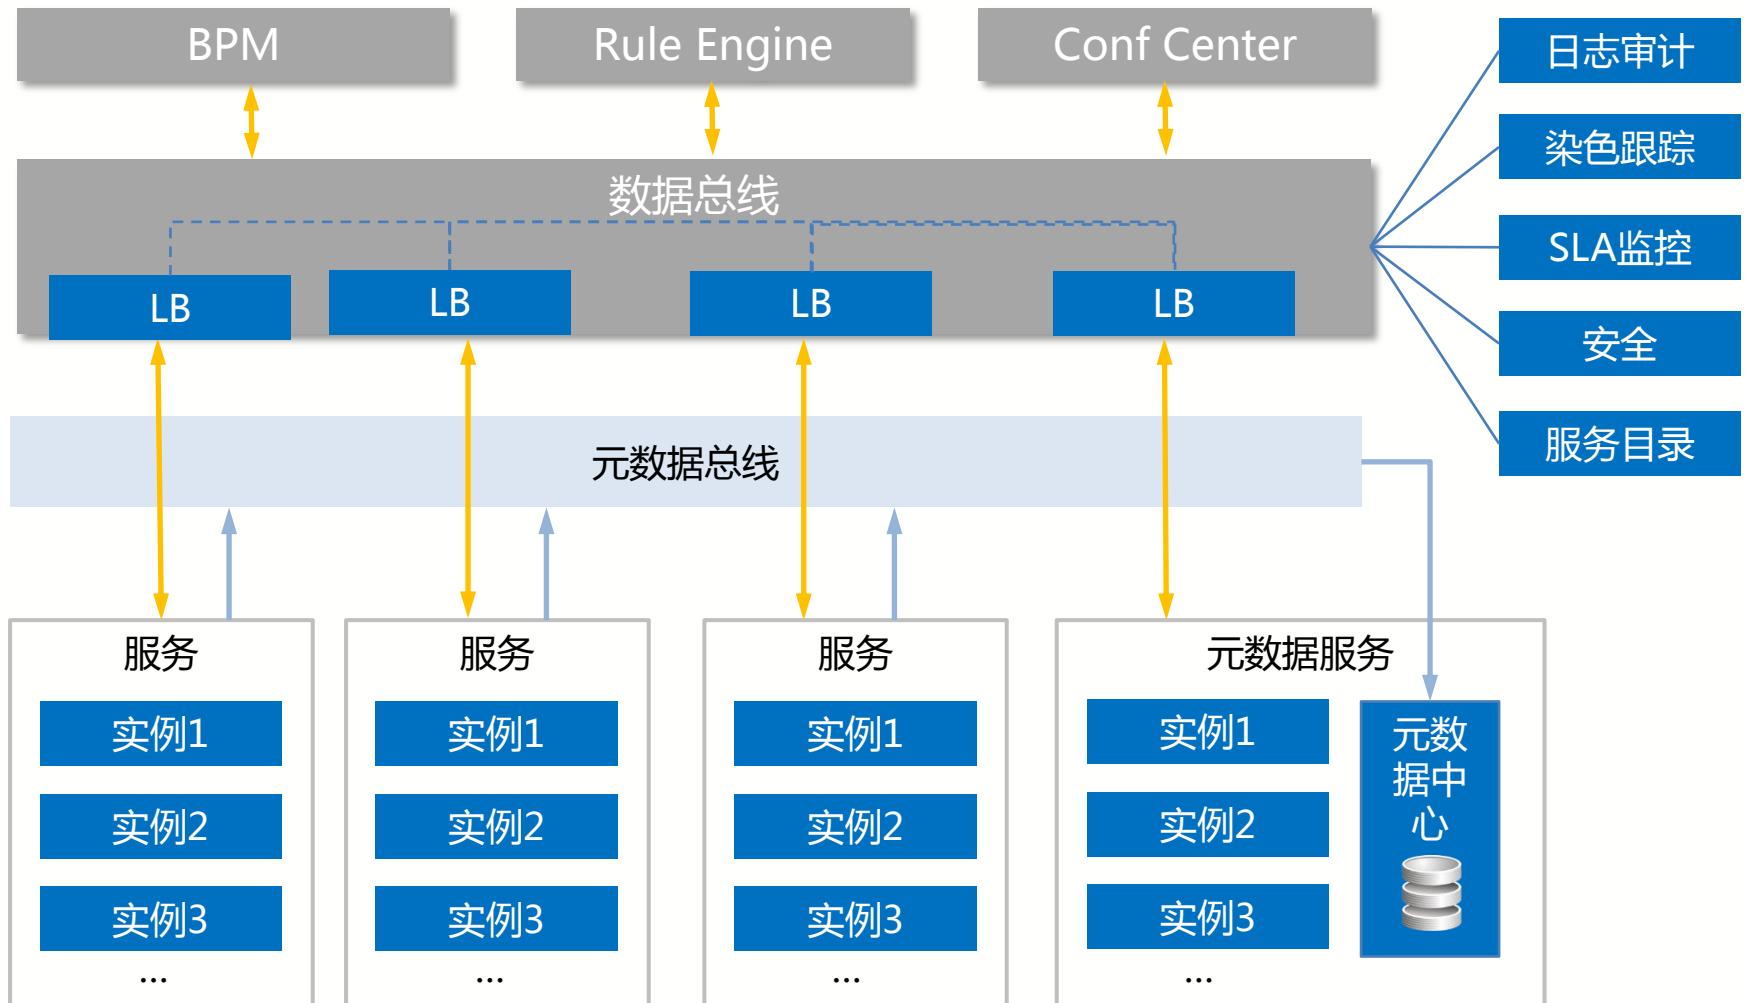 BPM
Rule Engine
Conf Center
日志审计
染色跟踪
SLA监控
安全
服务目录
数据总线
LB
LB
LB
LB
元数据总线
服务
实例1
实例2
实例3
...
服务
实例1
实例2
实例3
...
服务
实例1
实例2
实例3
...
元数据服务
实例1
实例2
实例3
...
元数
据中
心